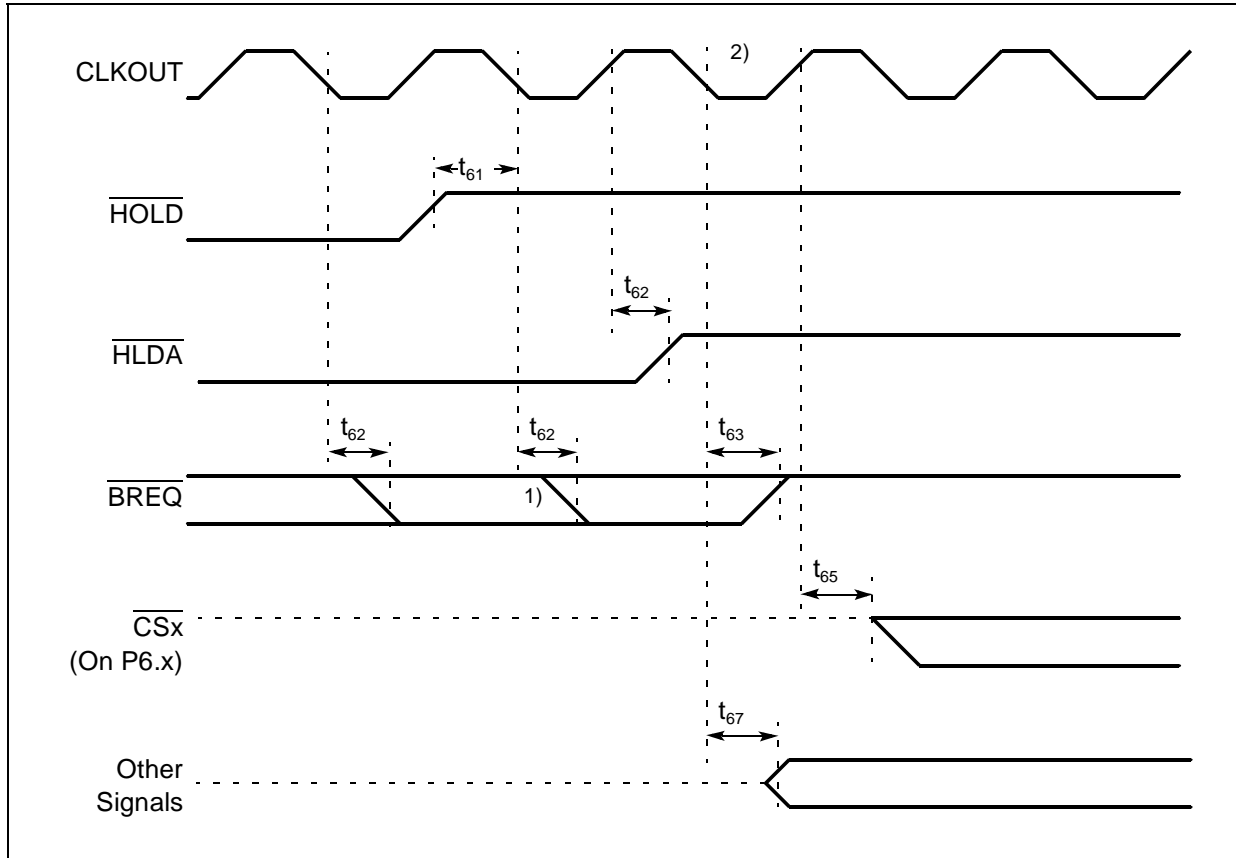 CLKOUT
2)
t61
HOLD
t62
HLDA
t62
t62
t63
BREQ
1)
t65
CSx
(On P6.x)
t67
Other
Signals